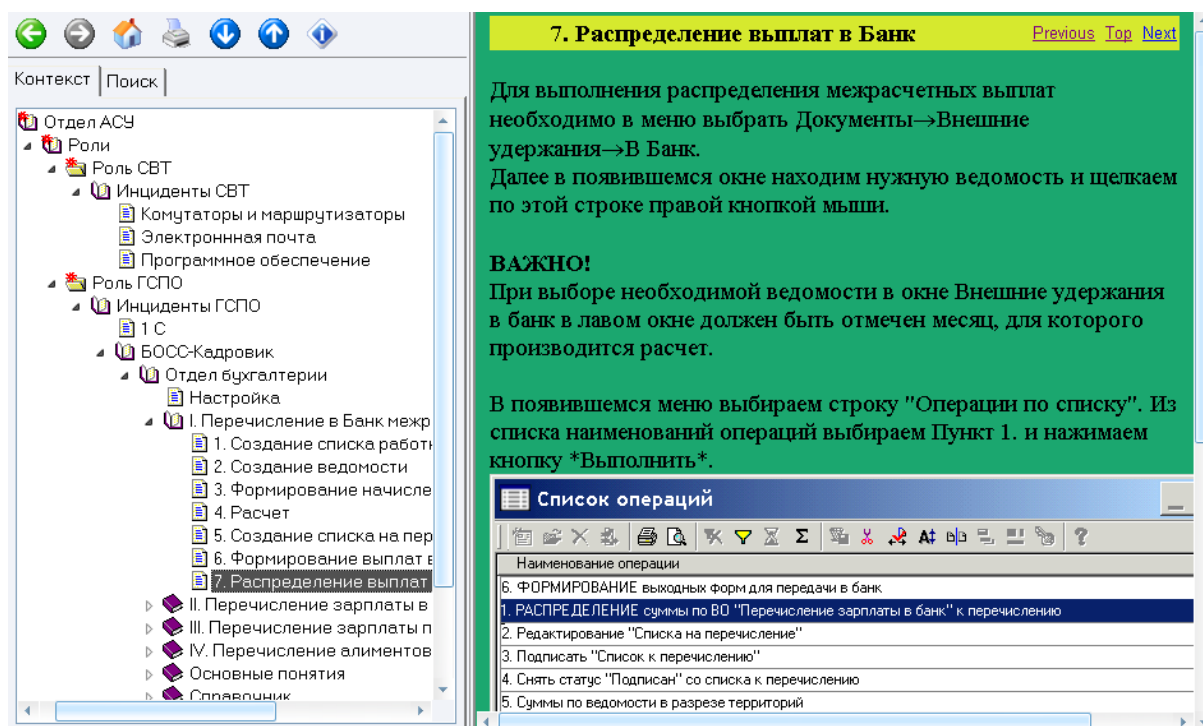 Контекст
Поиск
Отдел АСУ
Роли
Роль СВТ
Инциденты СВТ
Комутаторы и маршрутизаторы
Электроннная почта
Программное обеспечение
Роль ГСПО
Инциденты ГСПО
1 С
БОСС-Кадровик
Отдел бухгалтерии
Настройка
I. Перечисление в Банк межр
1. Создание списка работн
2. Создание ведомости
3. Формирование начисле
4. Расчет
5. Создание списка на пер
6. Формирование выплат в
7. Распределение выплат
II. Перечисление зарплаты в
III. Перечисление зарплаты п
IV. Перечисление алиментов
Основные понятия
Справочник
7. Распределение выплат в Банк
Previous Top Next
Для выполнения распределения межрасчетных выплат
необходимо в меню выбрать Документы→Внешние
удержания→В Банк.
Далее в появившемся окне находим нужную ведомость и щелкаем
по этой строке правой кнопкой мыши.
ВАЖНО!
При выборе необходимой ведомости в окне Внешние удержания
в банк в лавом окне должен быть отмечен месяц, для которого
производится расчет.
В появившемся меню выбираем строку "Операции по списку". Из
списка наименований операций выбираем Пункт 1. и нажимаем
кнопку *Выполнить*.
Список операций
Наименование операции
6. ФОРМИРОВАНИЕ выходных форм для передачи в банк
1. РАСПРЕДЕЛЕНИЕ суммы по ВО "Перечисление зарплаты в банк" к перечислению
2. Редактирование "Списка на перечисление"
3. Подписать "Список к перечислению"
4. Снять статус "Подписан" со списка к перечислению
5. Суммы по ведомости в разрезе территорий